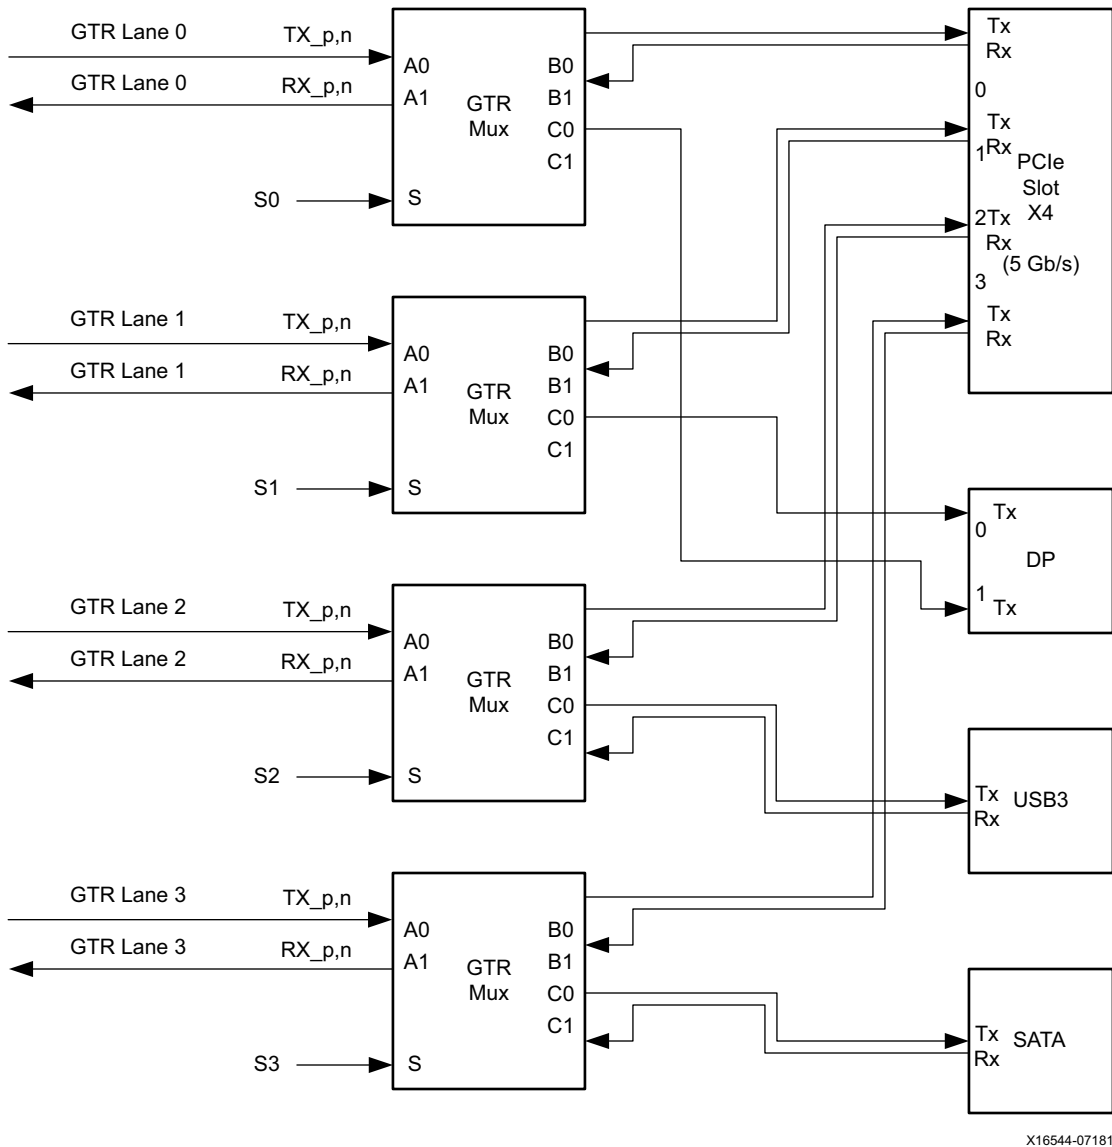 GTR Lane 0 TX_p,n
GTR Lane 0 RX_p,n
A0
A1
GTR
Mux
B0
B1
C0
C1
S0
S
GTR Lane 1 TX_p,n
GTR Lane 1 RX_p,n
A0
A1
GTR
Mux
B0
B1
C0
C1
S1
S
GTR Lane 2 TX_p,n
GTR Lane 2 RX_p,n
A0
A1
GTR
Mux
B0
B1
C0
C1
S2
S
GTR Lane 3 TX_p,n
GTR Lane 3 RX_p,n
A0
A1
GTR
Mux
B0
B1
C0
C1
S3
S
Tx
Rx
0
Tx
Rx
1
PCIe
Slot
X4
2
Tx
Rx
(5 Gb/s)
3
Tx
Rx
Tx
0
DP
1
Tx
Tx
USB3
Rx
Tx
SATA
Rx